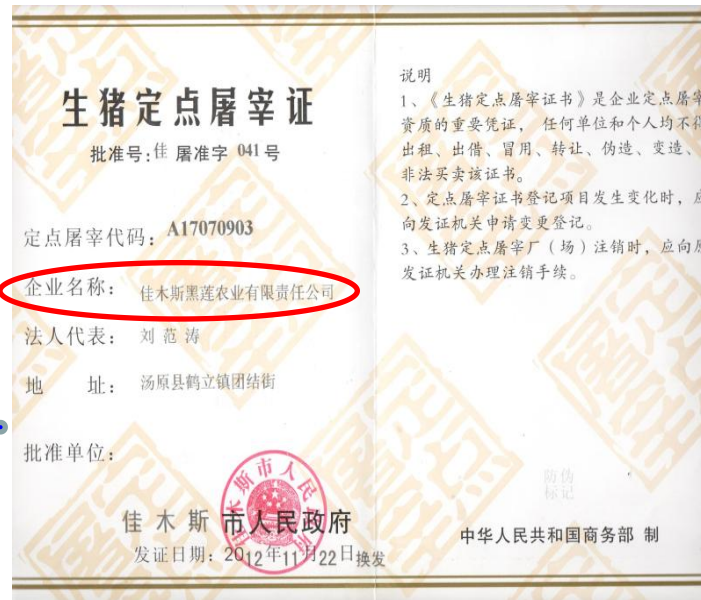 生猪定点屠宰证
批准号:佳 屠准字 041 号
定点屠宰代码: A17070903
企业名称: 佳木斯黑莲农业有限责任公司
法人代表: 刘范涛
地 址: 汤原县鹤立镇团结街
批准单位:
佳木斯 市人民政府
发证日期: 2012年11月22日换发
说明
1、《生猪定点屠宰证书》是企业定点屠宰
资质的重要凭证, 任何单位和个人均不得
出租、出借、冒用、转让、伪造、变造、
非法买卖该证书。
2、定点屠宰证书登记项目发生变化时,应
向发证机关申请变更登记。
3、生猪定点屠宰厂(场)注销时,应向原
发证机关办理注销手续。
防伪
标记
中华人民共和国商务部 制